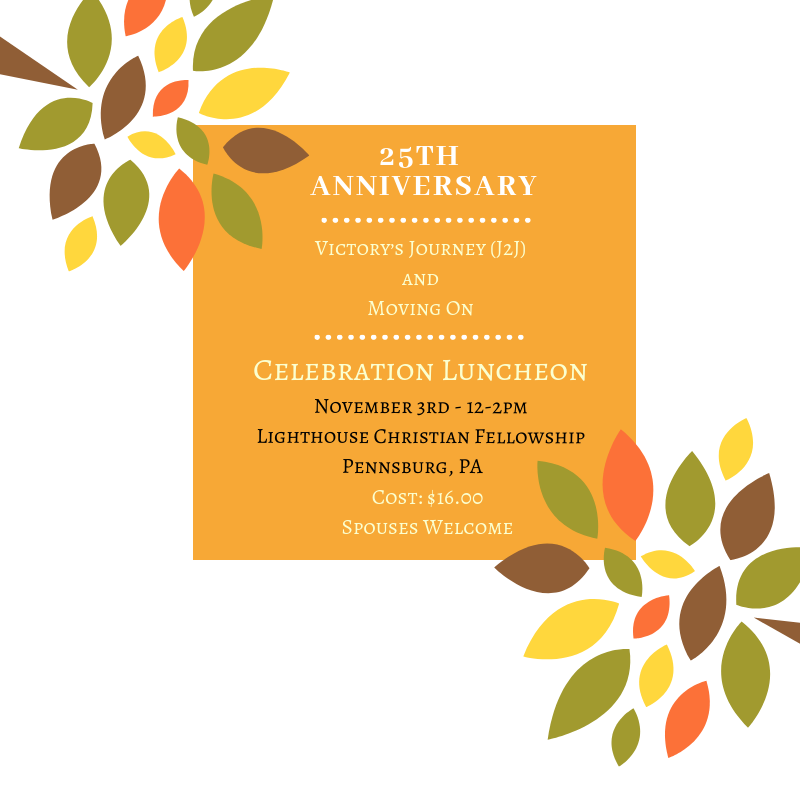 25TH
ANNIVERSARY
Victory's Journey (J2J)
and
Moving On
Celebration Luncheon
November 3rd - 12-2pm
Lighthouse Christian Fellowship
Pennsburg, PA
Cost: $16.00
Spouses Welcome